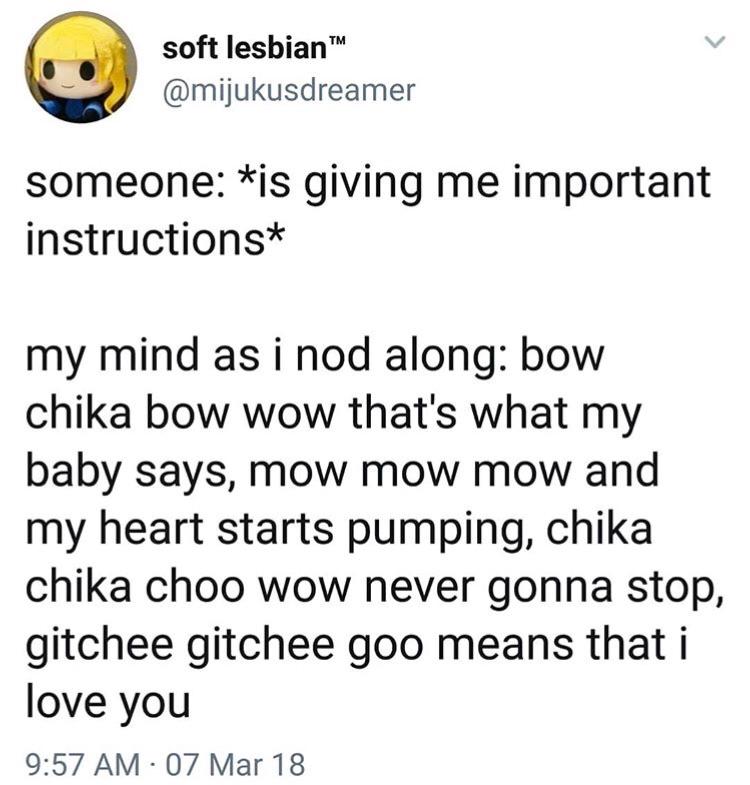 soft lesbian™
@mijukusdreamer
someone: *is giving me important
instructions*
my mind as i nod along: bow
chika bow wow that's what my
baby says, mow mow mow and
my heart starts pumping, chika
chika choo wow never gonna stop,
gitchee gitchee goo means that i
love you
9:57 AM · 07 Mar 18